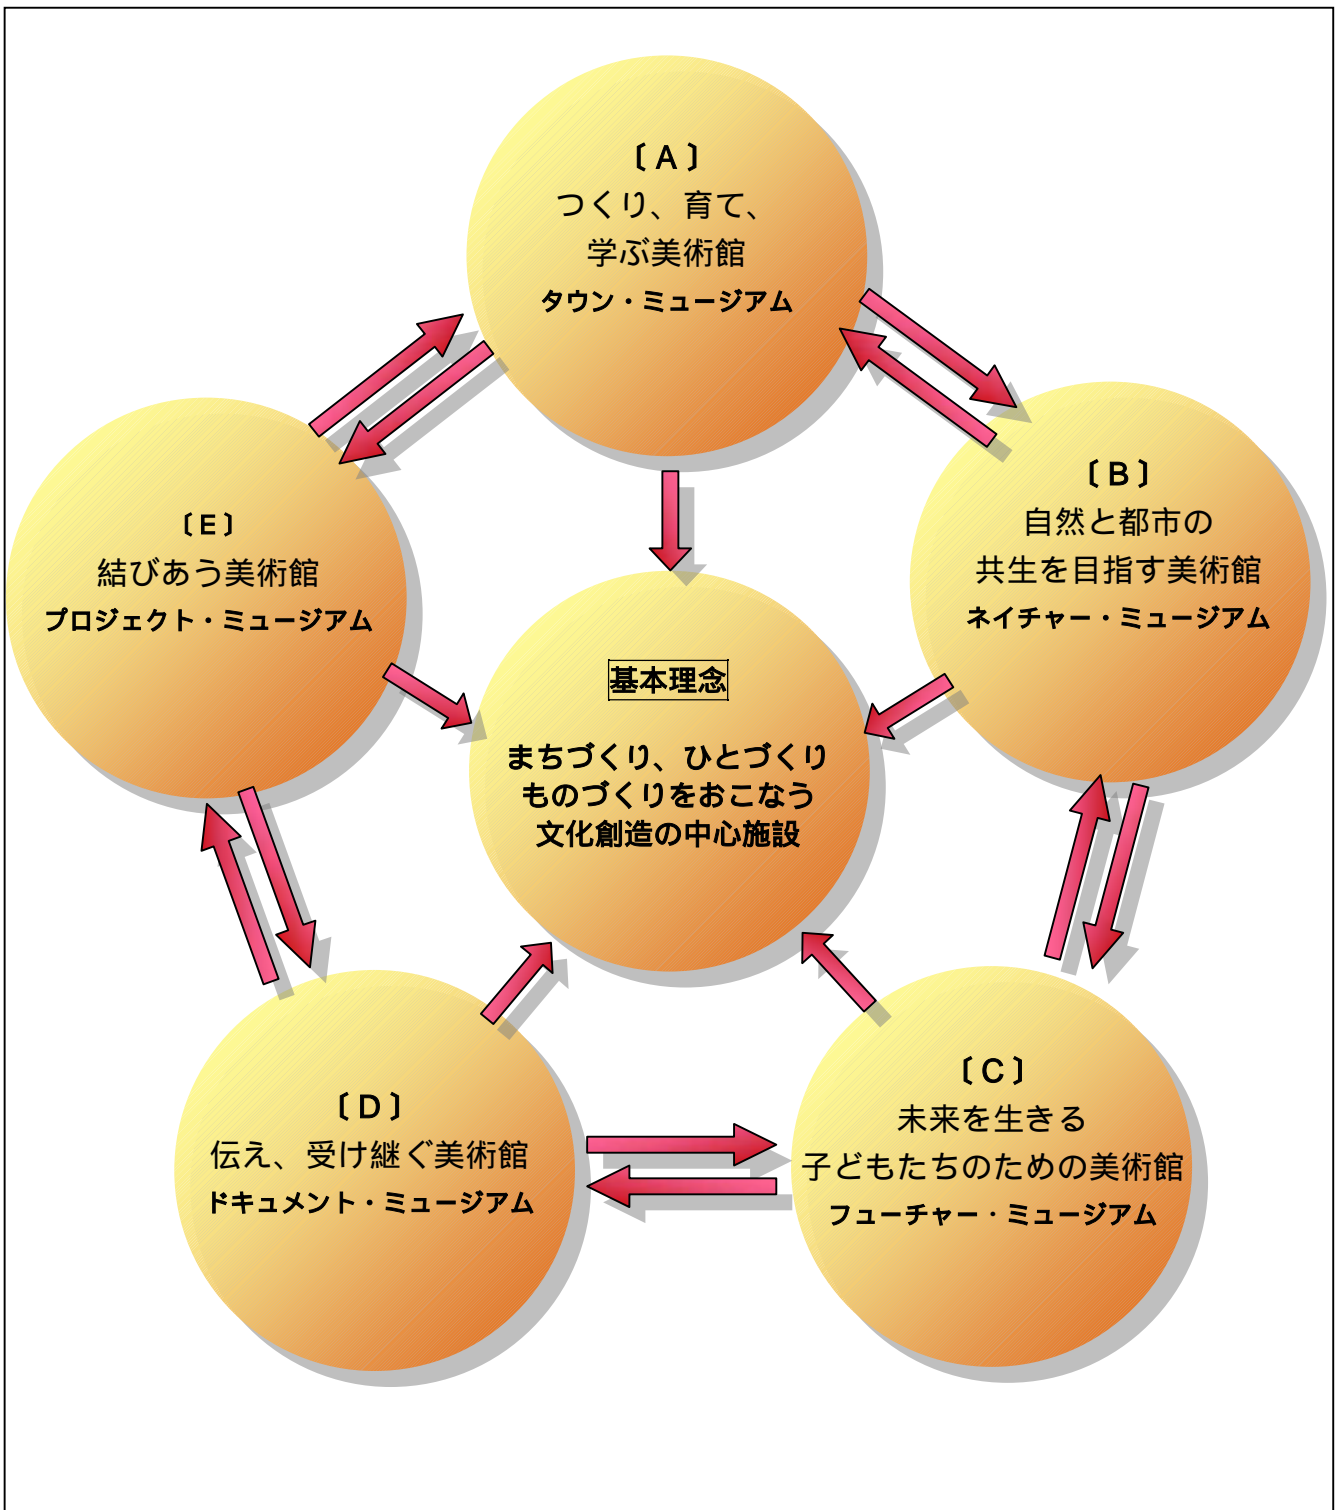 〔A〕
つくり、育て、
学ぶ美術館
タウン・ミュージアム
〔B〕
自然と都市の
共生を目指す美術館
ネイチャー・ミュージアム
〔E〕
結びあう美術館
プロジェクト・ミュージアム
基本理念
まちづくり、ひとづくり
ものづくりをおこなう
文化創造の中心施設
〔C〕
未来を生きる
子どもたちのための美術館
フューチャー・ミュージアム
〔D〕
伝え、受け継ぐ美術館
ドキュメント・ミュージアム